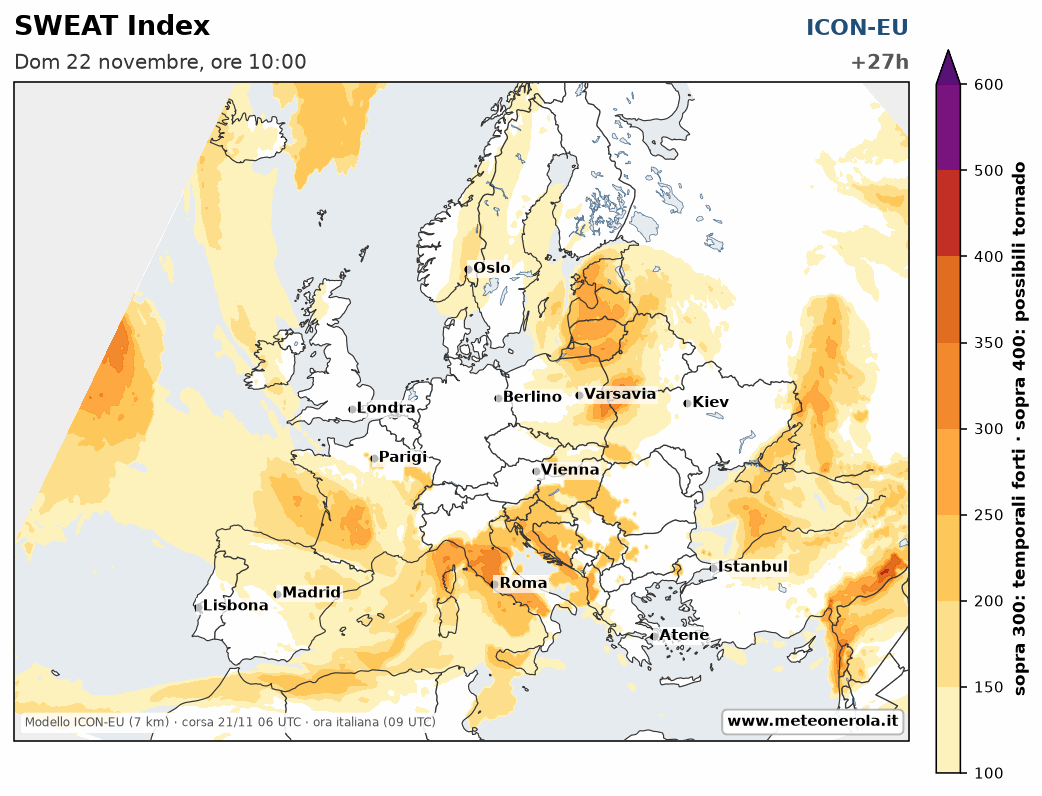 SWEAT Index
ICON-EU
Dom 22 novembre, ore 10:00
+27h
600
500
400
350
300
250
200
150
100
sopra 300: temporali forti · sopra 400: possibili tornado
Oslo
Berlino
Varsavia
Kiev
Londra
Parigi
Vienna
Istanbul
Roma
Madrid
Lisbona
Atene
Modello ICON-EU (7 km) · corsa 21/11 06 UTC · ora italiana (09 UTC)
www.meteonerola.it